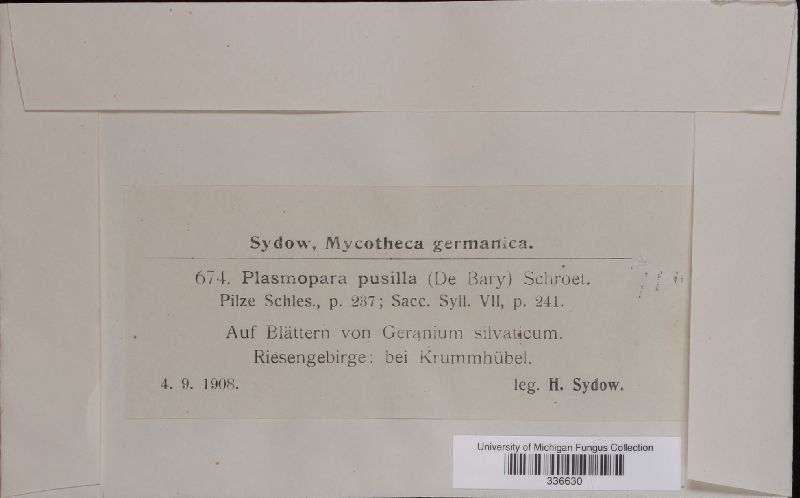 Sydow, Mycotheca germanica.
674. Plasmopara pusilla (De Bary) Schroet.
Pilze Schles., p. 237; Sacc. Syll. VII, p. 241.
Auf Blättern von Geranium silvaticum.
Riesengebirge: bei Krummhübel.
4. 9. 1908. leg. H. Sydow.
University of Michigan Fungus Collection
336630